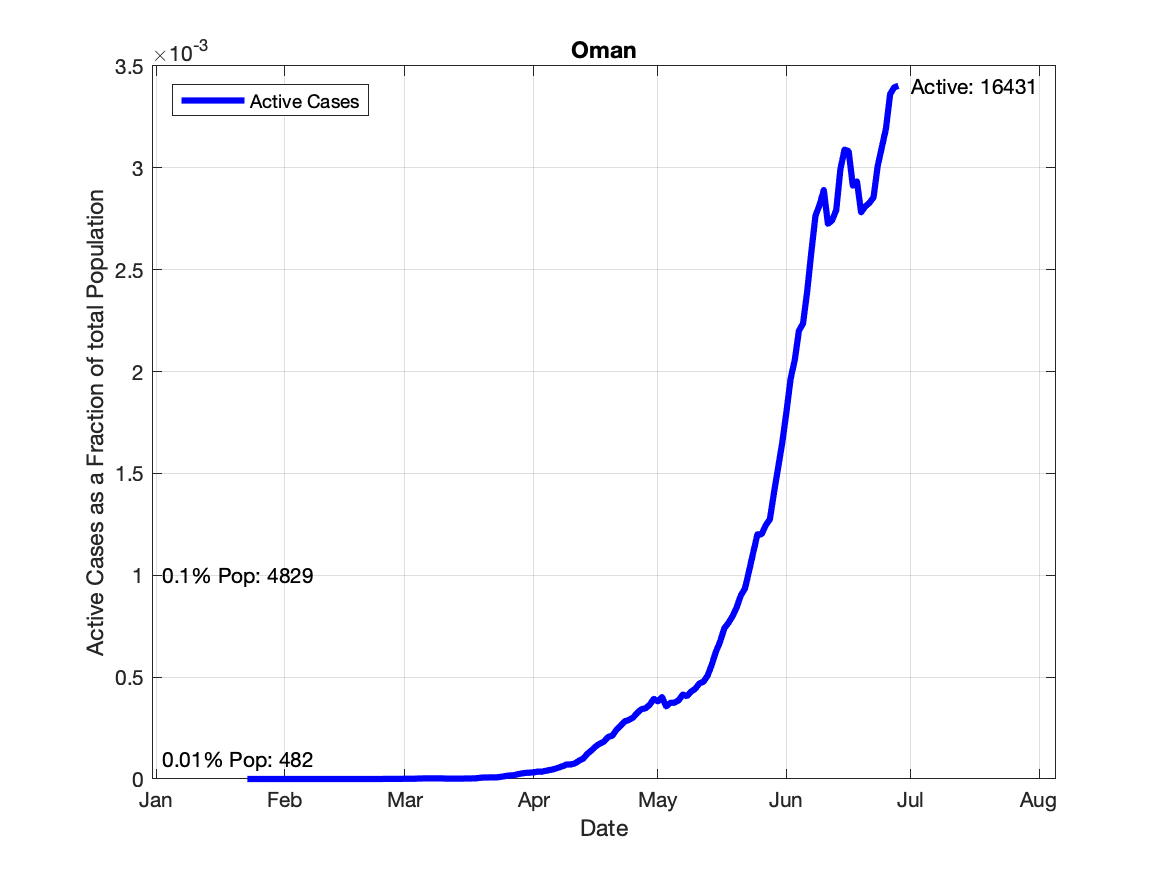 Oman
×10-3
3.5
3
2.5
2
1.5
1
0.5
0
Active Cases
Active: 16431
0.1% Pop: 4829
0.01% Pop: 482
Active Cases as a Fraction of total Population
Jan Feb Mar Apr May Jun Jul Aug
Date